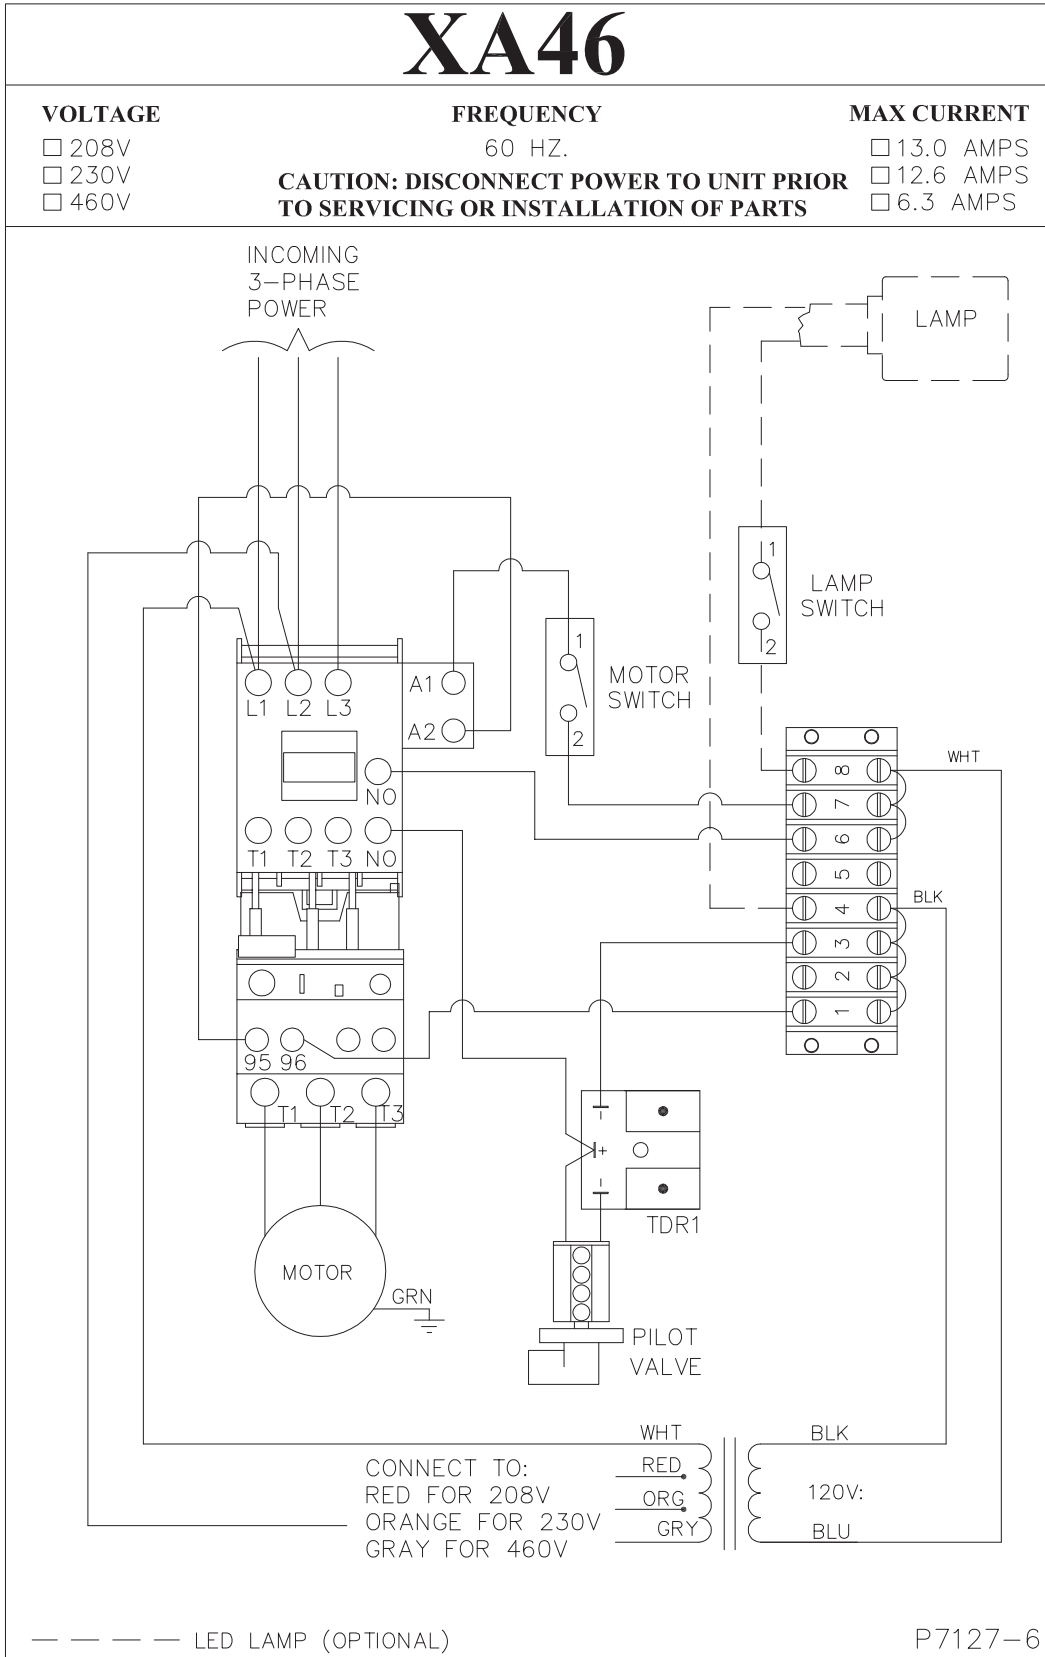 XA46
VOLTAGE
FREQUENCY
MAX CURRENT
208V
60 HZ.
13.0 AMPS
230V
CAUTION: DISCONNECT POWER TO UNIT PRIOR
12.6 AMPS
460V
TO SERVICING OR INSTALLATION OF PARTS
6.3 AMPS
INCOMING
3-PHASE
POWER
LAMP
1
LAMP
SWITCH
2
1
MOTOR
SWITCH
2
A1
L1 L2 L3
A2
NO
T1 T2 T3 NO
WHT
8
7
6
5
BLK
4
3
2
1
95 96
T1 T2 T3
-
+
-
TDR1
MOTOR
GRN
PILOT
VALVE
WHT
BLK
CONNECT TO:
RED
RED FOR 208V
ORG
120V:
ORANGE FOR 230V
GRY
BLU
GRAY FOR 460V
LED LAMP (OPTIONAL)
P7127-6